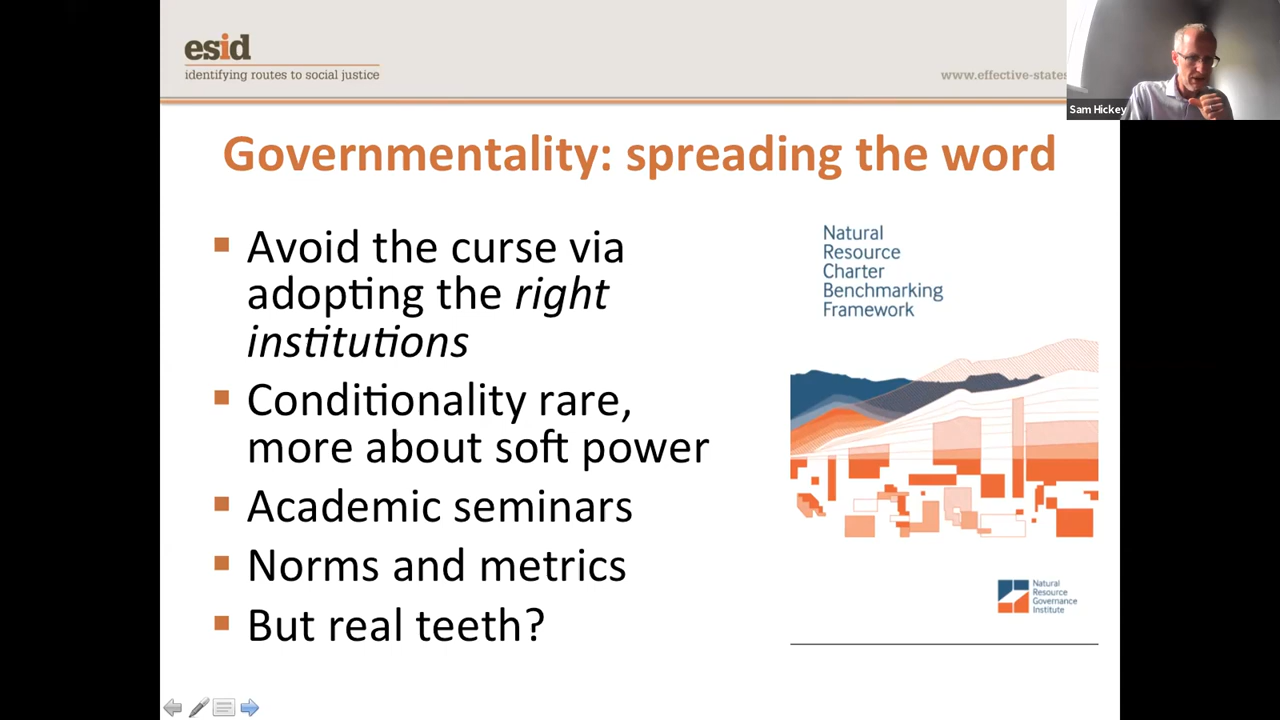 esid
identifying routes to social justice
www.effective-states
Sam Hickey
Governmentality: spreading the word
Avoid the curse via
adopting the right
institutions
Conditionality rare,
more about soft power
Academic seminars
Norms and metrics
But real teeth?
Natural
Resource
Charter
Benchmarking
Framework
Natural
Resource
Governance
Institute